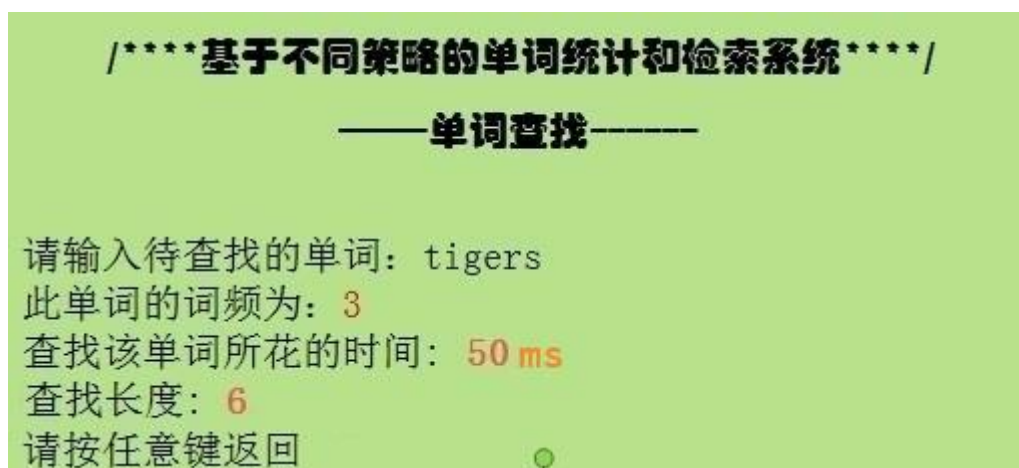 /****基于不同策略的单词统计和检索系统****/
——单词查找------
请输入待查找的单词：tigers
此单词的词频为：3
查找该单词所花的时间：50ms
查找长度：6
请按任意键返回